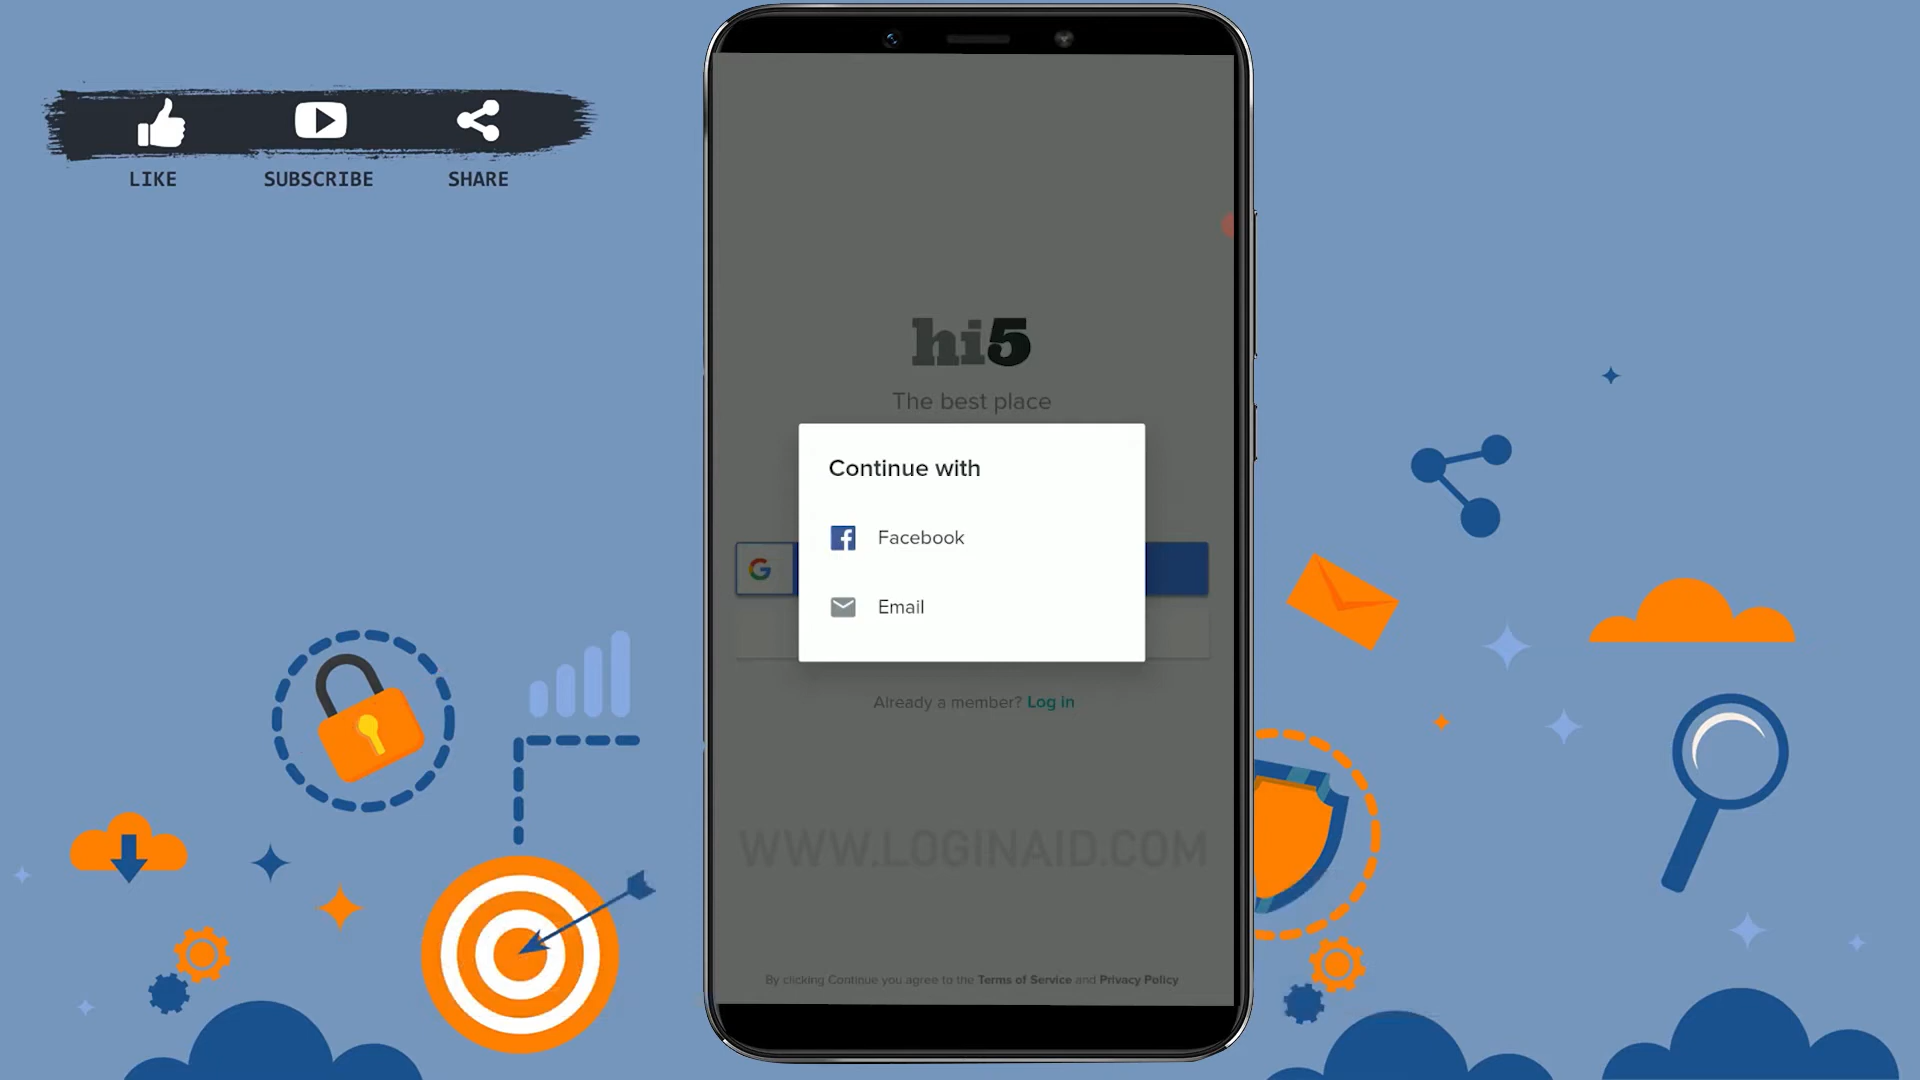 LIKE SUBSCRIBE SHARE
hi5
The best place
Continue with
Facebook
G
Email
Already a member? Log in
WWW.LOGINAID.COM
By clicking Continue you agree to the Terms of Service and Privacy Policy